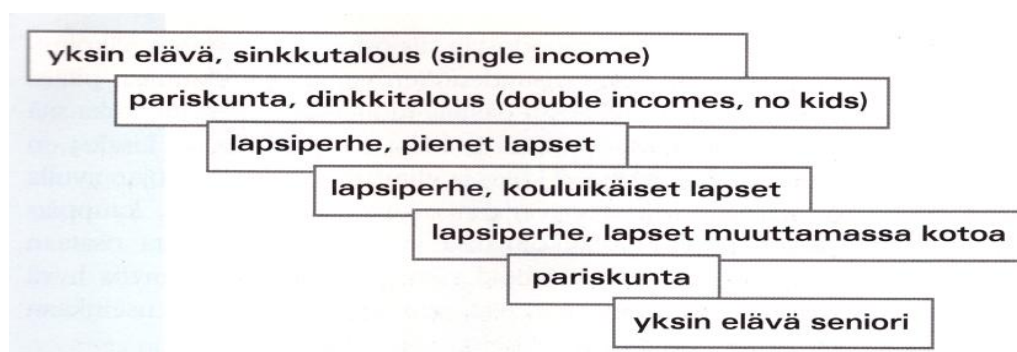 yksin elävä, sinkkutalous (single income)
pariskunta, dinkkitalous (double incomes, no kids)
lapsiperhe, pienet lapset
lapsiperhe, kouluikäiset lapset
lapsiperhe, lapset muuttamassa kotoa
pariskunta
yksin elävä seniori